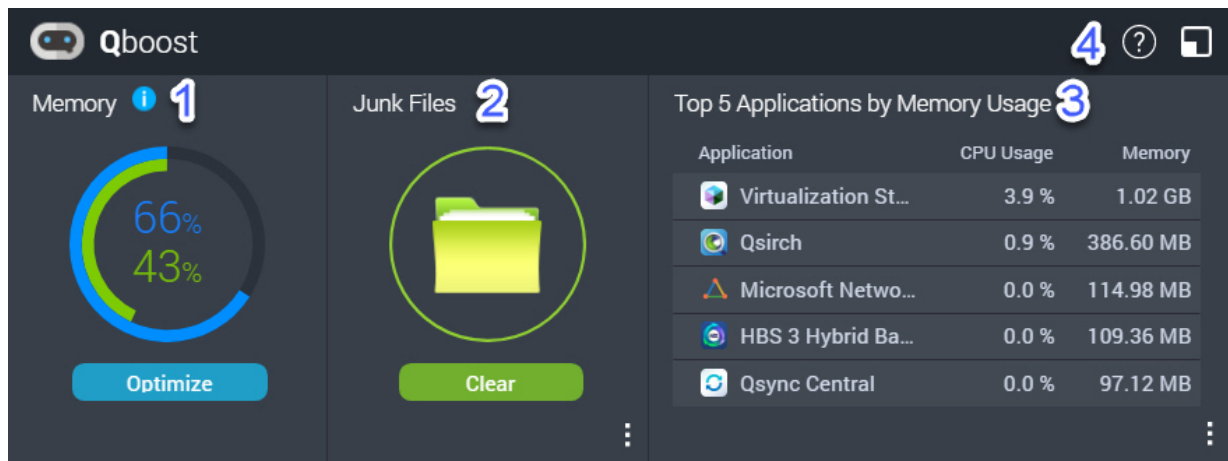 Qboost 4 ?
Memory i 1
66%
43%
Optimize
Junk Files 2
Clear
Top 5 Applications by Memory Usage 3
Application CPU Usage Memory
Virtualization St... 3.9 % 1.02 GB
Qsirch 0.9 % 386.60 MB
Microsoft Netwo... 0.0 % 114.98 MB
HBS 3 Hybrid Ba... 0.0 % 109.36 MB
Qsync Central 0.0 % 97.12 MB